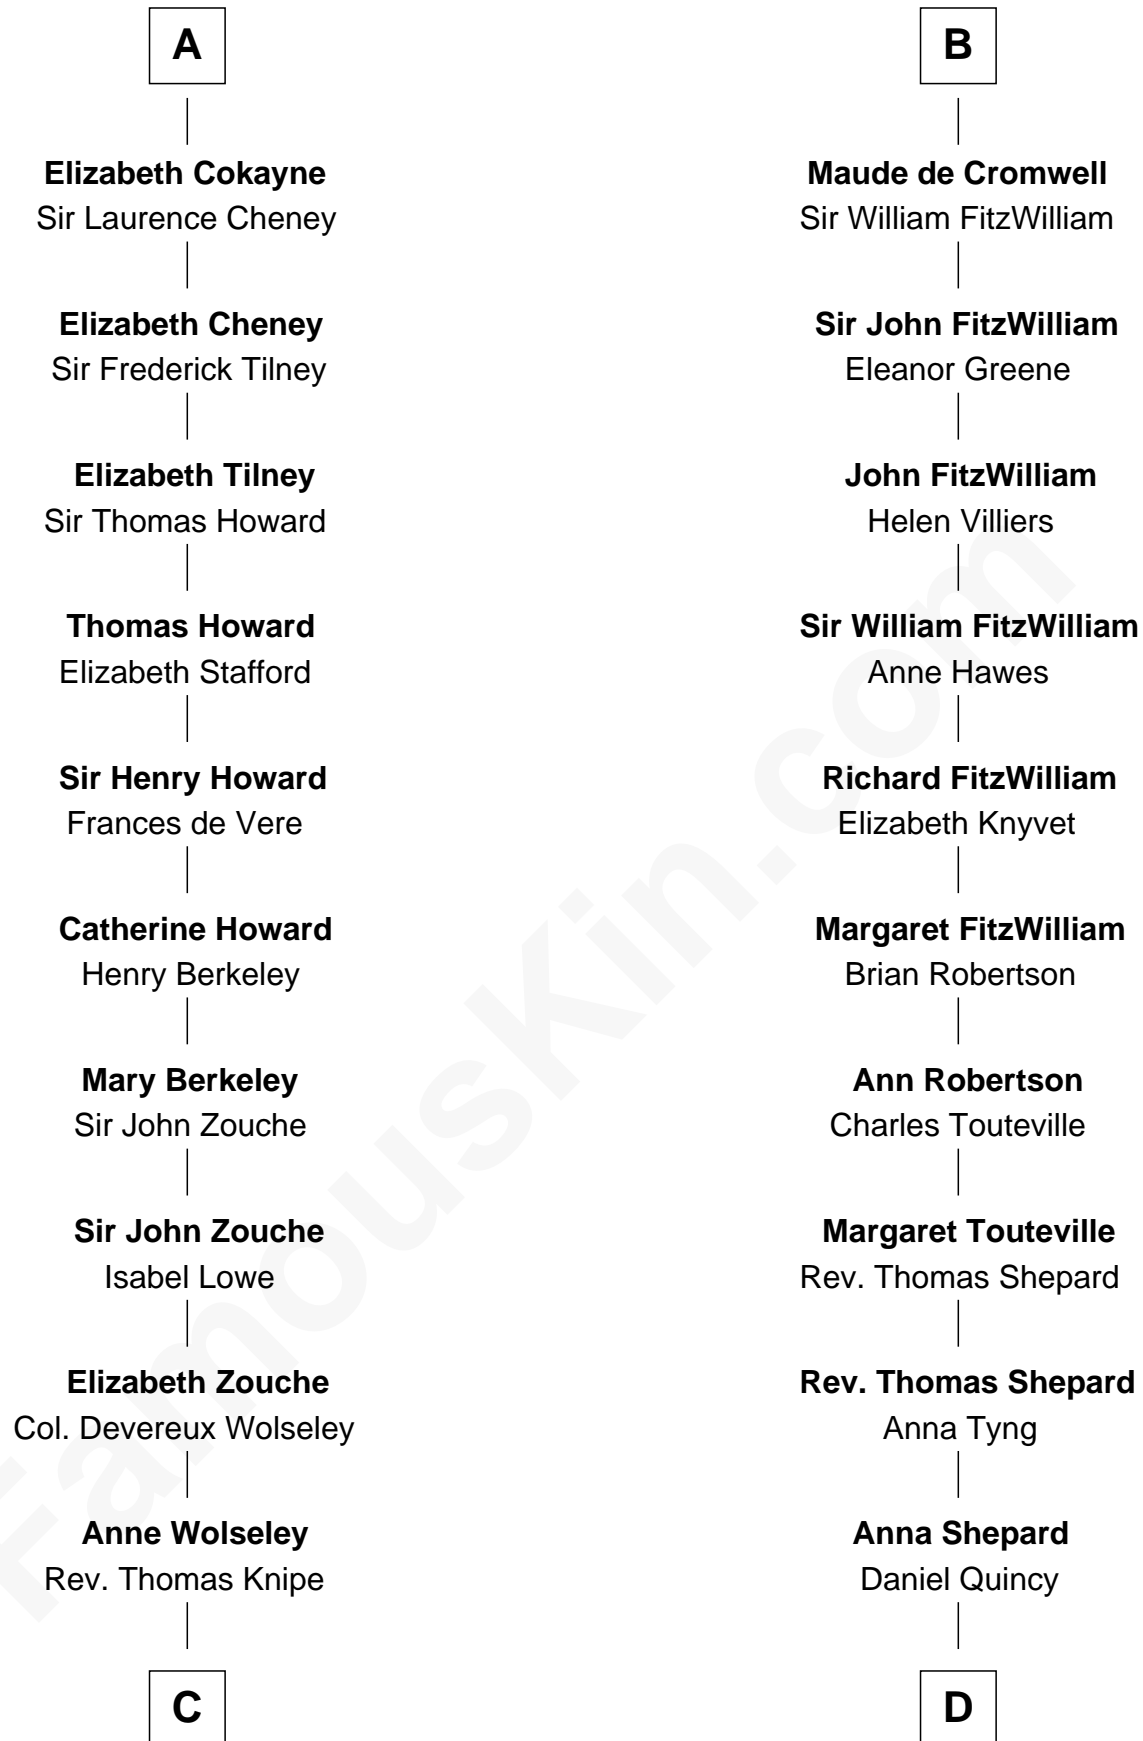 A
Elizabeth Cokayne
Sir Laurence Cheney
Elizabeth Cheney
Sir Frederick Tilney
Elizabeth Tilney
Sir Thomas Howard
Thomas Howard
Elizabeth Stafford
Sir Henry Howard
Frances de Vere
Catherine Howard
Henry Berkeley
Mary Berkeley
Sir John Zouche
Sir John Zouche
Isabel Lowe
Elizabeth Zouche
Col. Devereux Wolseley
Anne Wolseley
Rev. Thomas Knipe
C
B
Maude de Cromwell
Sir William FitzWilliam
Sir John FitzWilliam
Eleanor Greene
John FitzWilliam
Helen Villiers
Sir William FitzWilliam
Anne Hawes
Richard FitzWilliam
Elizabeth Knyvet
Margaret FitzWilliam
Brian Robertson
Ann Robertson
Charles Touteville
Margaret Touteville
Rev. Thomas Shepard
Rev. Thomas Shepard
Anna Tyng
Anna Shepard
Daniel Quincy
D
FamousKin.com